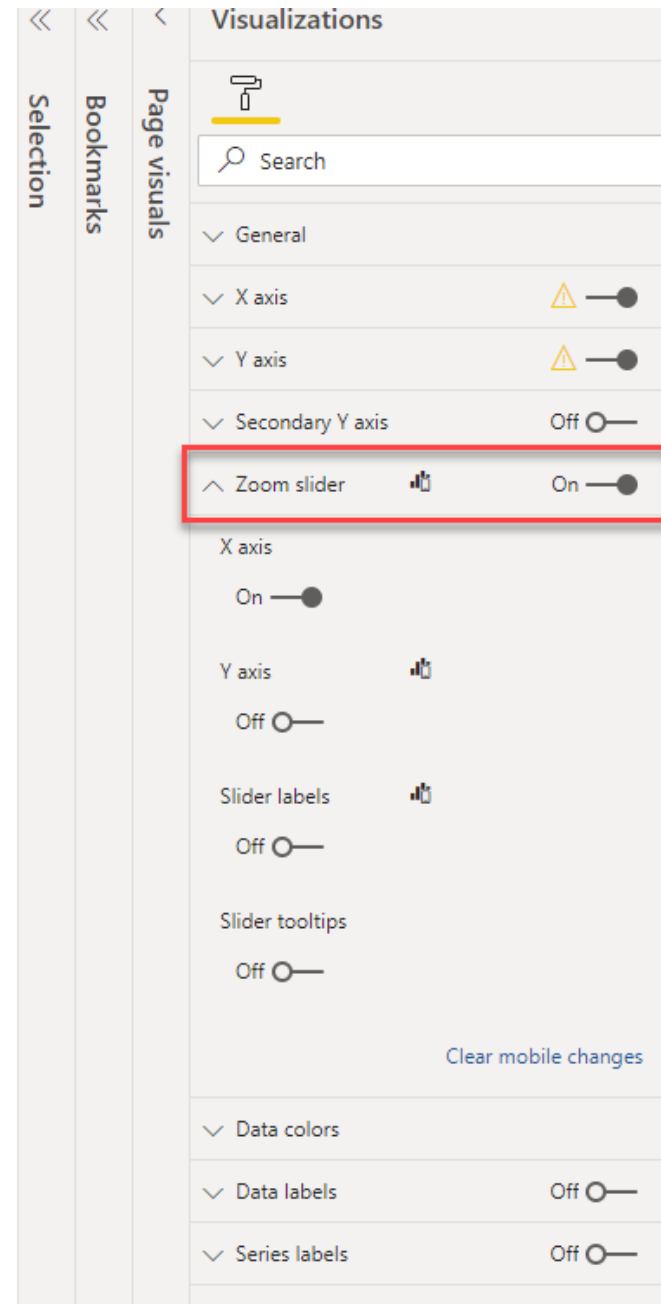 Visualizations
Selection
Bookmarks
Page visuals
Search
General
X axis
Y axis
Secondary Y axis Off
Zoom slider On
X axis
On
Y axis
Off
Slider labels
Off
Slider tooltips
Off
Clear mobile changes
Data colors
Data labels Off
Series labels Off